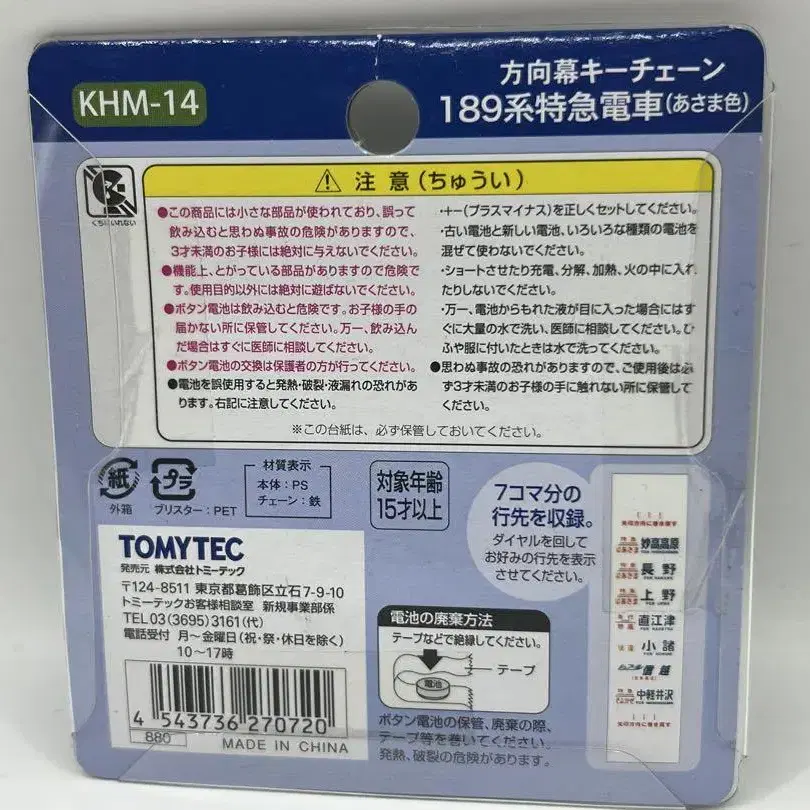 KHM-14
方向幕キーチェーン
189系特急電車(あさま色)
くちにいれない
⚠ 注意(ちゅうい)
●この商品には小さな部品が使われており、誤って
飲み込むと思わぬ事故の危険がありますので、
3才未満のお子様には絶対に与えないでください。
●機能上、とがっている部品がありますので危険で
す。使用目的以外には絶対に遊ばないでください。
●ボタン電池は飲み込むと危険です。お子様の手の
届かない所に保管してください。万一、飲み込ん
だ場合はすぐに医師に相談してください。
●ボタン電池の交換は保護者の方が行ってください。
●電池を誤使用すると発熱・破裂・液漏れの恐れがあ
ります。右記に注意してください。
・+−(プラスマイナス)を正しくセットしてください。
・古い電池と新しい電池、いろいろな種類の電池を
混ぜて使わないでください。
・ショートさせたり充電、分解、加熱、火の中に入れ
たりしないでください。
・万一、電池からもれた液が目に入った場合にはす
ぐに大量の水で洗い、医師に相談してください。ひ
ふや服に付いたときは水で洗ってください。
●思わぬ事故の恐れがありますので、ご使用後は必
ず3才未満のお子様の手に触れない所に保管して
ください。
※この台紙は、必ず保管しておいてください。
紙
外箱
プラ
ブリスター:PET
材質表示
本体:PS
チェーン:鉄
対象年齢
15才以上
7コマ分の
行先を収録。
ダイヤルを回して
お好みの行先を表示
させてください。
妙高高原
長野
上野
直江津
小諸
信越
中軽井沢
TOMYTEC
発売元 株式会社トミーテック
〒124-8511 東京都葛飾区立石7-9-10
トミーテックお客様相談室 新規事業部係
TEL03(3695)3161(代)
電話受付 月~金曜日(祝・祭・休日を除く)
10~17時
4 543736 270720
880
MADE IN CHINA
電池の廃棄方法
テープなどで絶縁してください。
テープ
電池
ボタン電池の保管、廃棄の際、
テープ等を巻いてください。
発熱、破裂の危険があります。